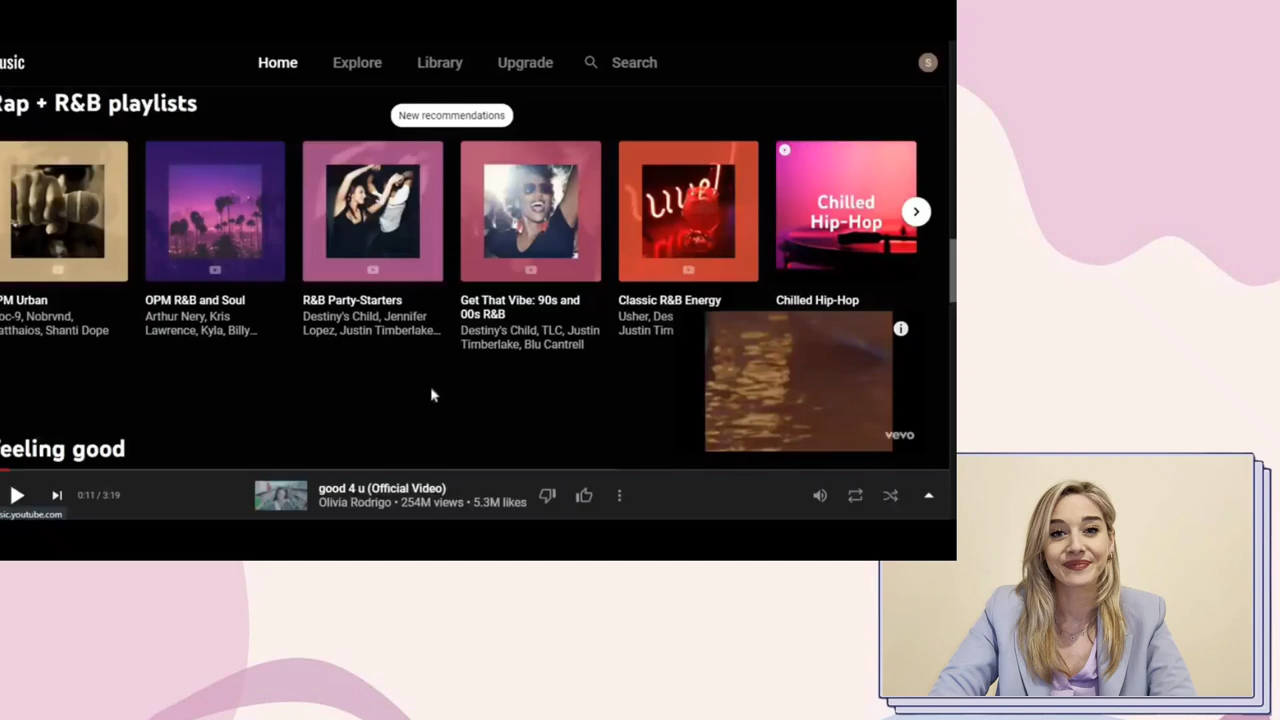 usic
Home
Explore
Library
Upgrade
Search
S
Rap + R&B playlists
New recommendations
Chilled
Hip-Hop
PM Urban
oc-9, Nobrvnd,
atthaios, Shanti Dope
OPM R&B and Soul
Arthur Nery, Kris
Lawrence, Kyla, Billy...
R&B Party-Starters
Destiny's Child, Jennifer
Lopez, Justin Timberlake...
Get That Vibe: 90s and
00s R&B
Destiny's Child, TLC, Justin
Timberlake, Blu Cantrell
Classic R&B Energy
Usher, Des
Justin Tim
Chilled Hip-Hop
vevo
eeling good
0:11 / 3:19
good 4 u (Official Video)
Olivia Rodrigo • 254M views • 5.3M likes
sic.youtube.com